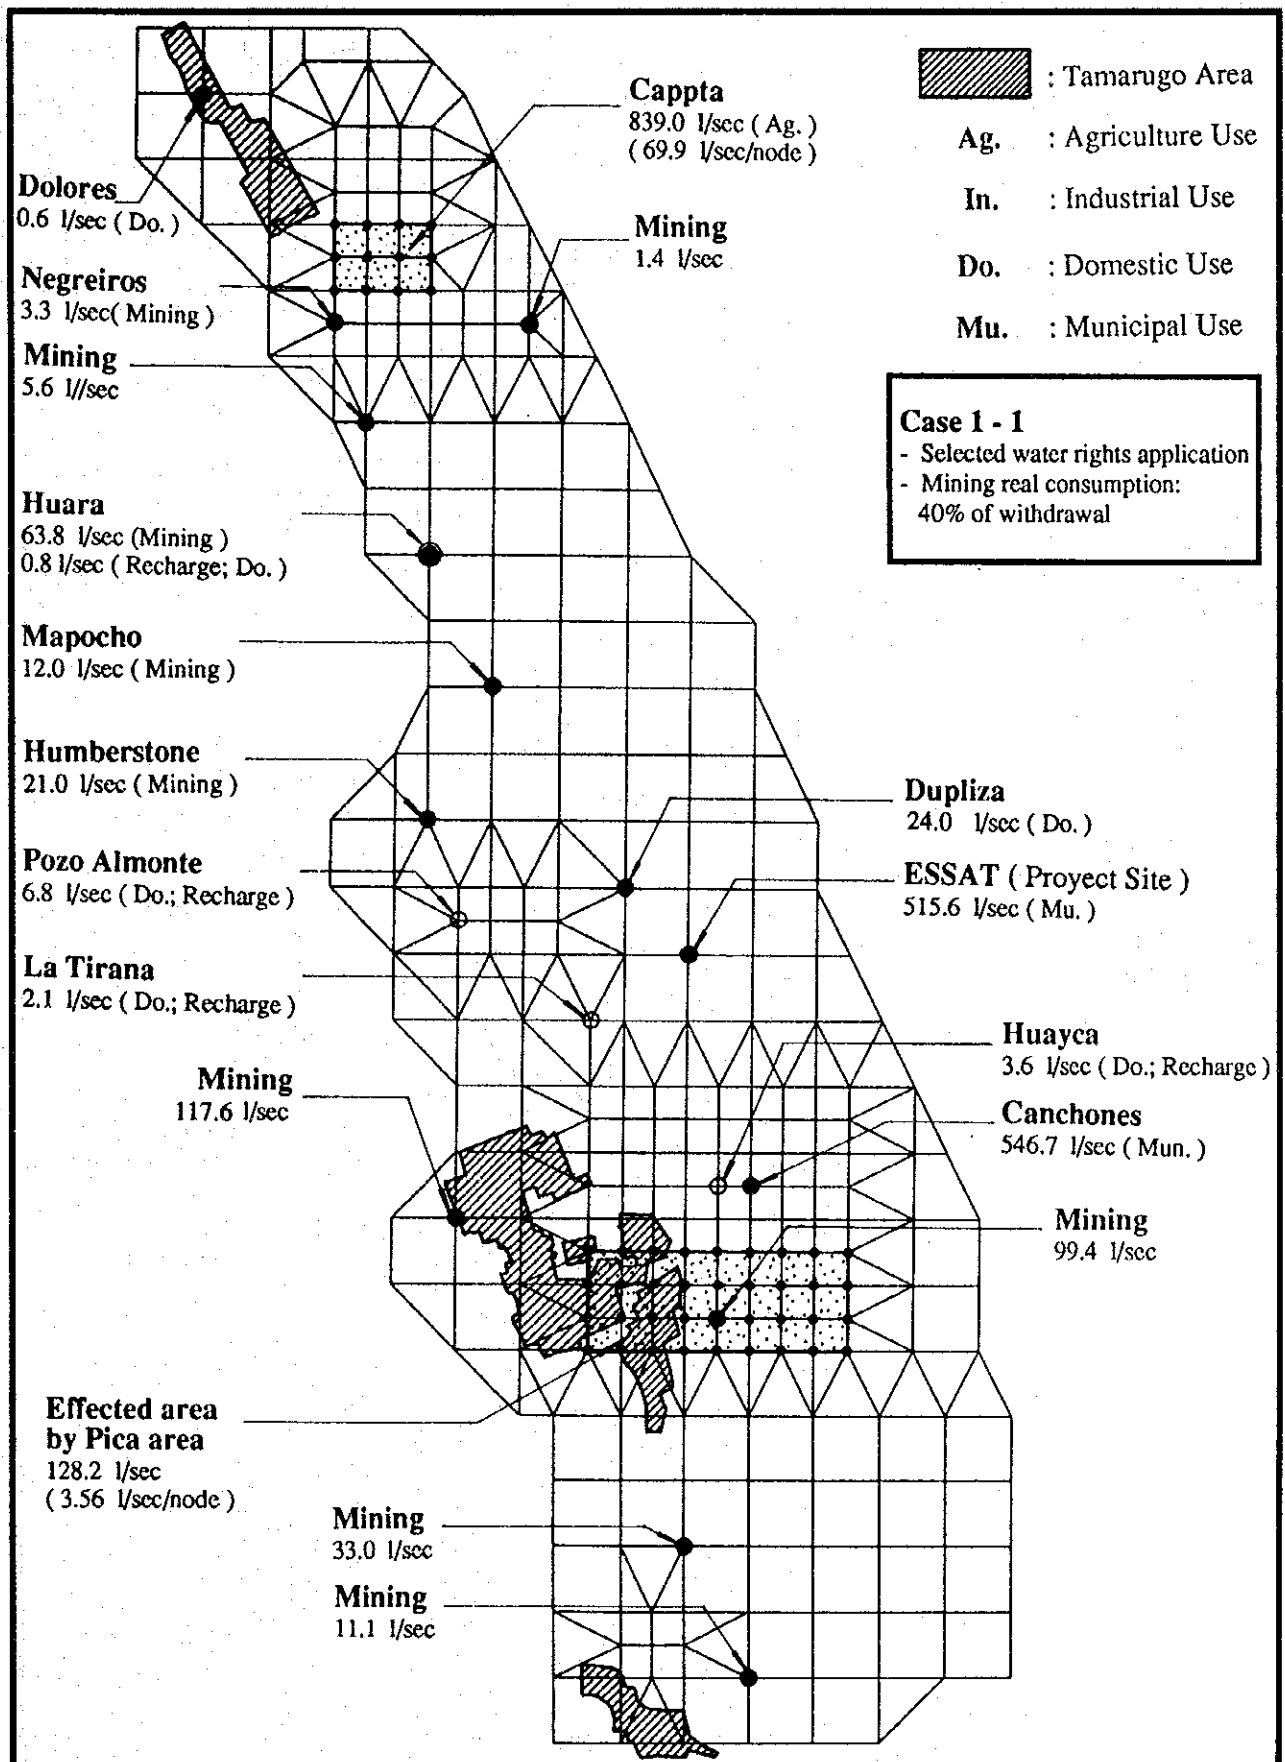 Cappta
839.0 l/sec ( Ag. )
( 69.9 l/sec/node )
: Tamarugo Area
Ag. : Agriculture Use
In. : Industrial Use
Do. : Domestic Use
Mu. : Municipal Use
Dolores
0.6 l/sec ( Do. )
Mining
1.4 l/sec
Negreiros
3.3 l/sec( Mining )
Mining
5.6 l//sec
Case 1 - 1
- Selected water rights application
- Mining real consumption:
40% of withdrawal
Huara
63.8 l/sec (Mining )
0.8 l/sec ( Recharge; Do. )
Mapocho
12.0 l/sec ( Mining )
Humberstone
21.0 l/sec ( Mining )
Dupliza
24.0 l/sec ( Do. )
Pozo Almonte
6.8 l/sec ( Do.; Recharge )
ESSAT ( Proyect Site )
515.6 l/sec ( Mu. )
La Tirana
2.1 l/sec ( Do.; Recharge )
Huayca
3.6 l/sec ( Do.; Recharge )
Mining
117.6 l/sec
Canchones
546.7 l/sec ( Mun. )
Mining
99.4 l/sec
Effected area
by Pica area
128.2 l/sec
( 3.56 l/sec/node )
Mining
33.0 l/sec
Mining
11.1 l/sec